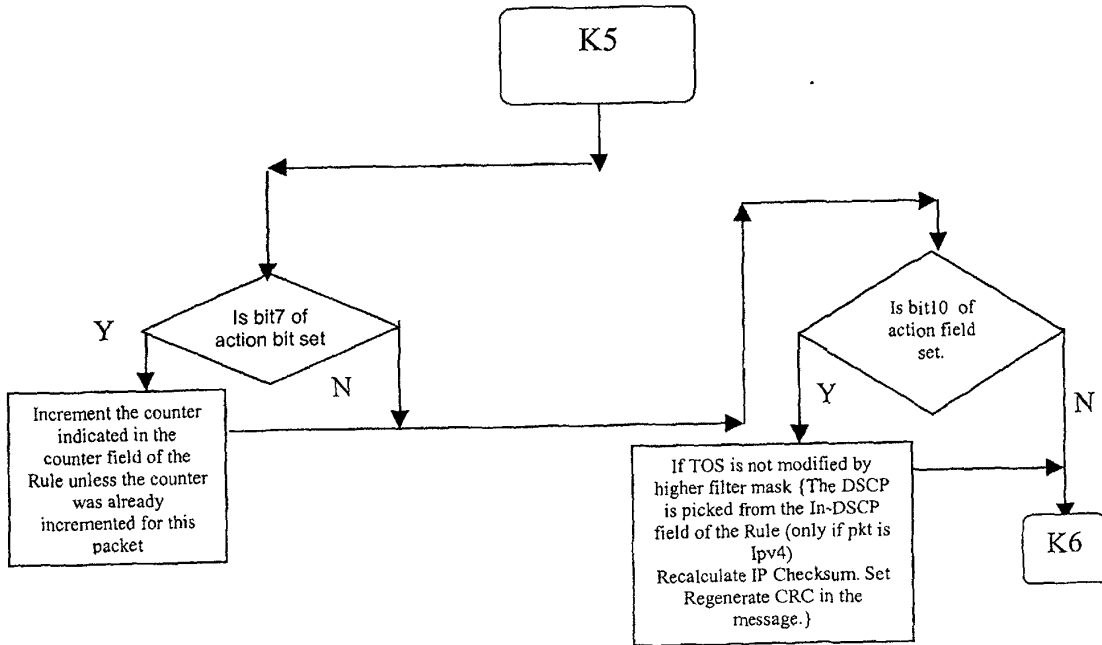 K5
Is bit7 of
action bit set
Y
N
Increment the counter
indicated in the
counter field of the
Rule unless the counter
was already
incremented for this
packet
Is bit10 of
action field
set.
Y
N
If TOS is not modified by
higher filter mask {The DSCP
is picked from the In-DSCP
field of the Rule (only if pkt is
Ipv4)
Recalculate IP Checksum. Set
Regenerate CRC in the
message.}
K6